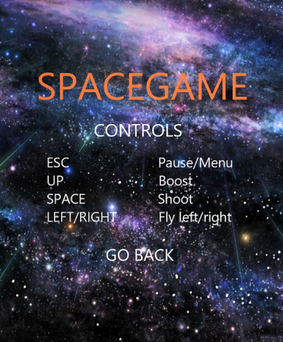 SPACEGAME
CONTROLS
ESC Pause/Menu
UP Boost
SPACE Shoot
LEFT/RIGHT Fly left/right
GO BACK